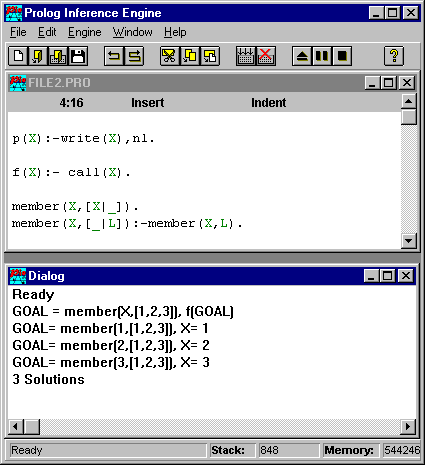 Prolog Inference Engine
File Edit Engine Window Help
?
FILE2.PRO
4:16 Insert Indent
p(X):-write(X),nl.
f(X):- call(X).
member(X,[X|_]).
member(X,[_|L]):-member(X,L).
Dialog
Ready
GOAL = member(X,[1,2,3]), f(GOAL)
GOAL= member(1,[1,2,3]), X= 1
GOAL= member(2,[1,2,3]), X= 2
GOAL= member(3,[1,2,3]), X= 3
3 Solutions
Ready Stack: 848 Memory: 544246